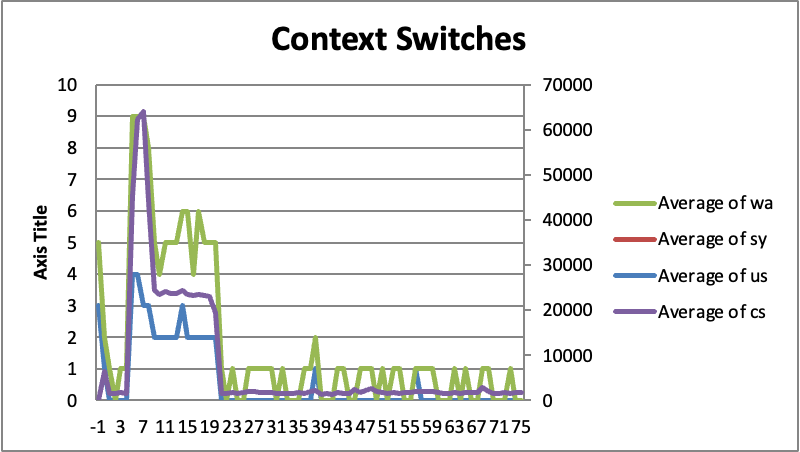 Context Switches
10
9
8
7
6
5
4
3
2
1
0
Axis Title
70000
60000
50000
40000
30000
20000
10000
0
-1 3 7 11 15 19 23 27 31 35 39 43 47 51 55 59 63 67 71 75
Average of wa
Average of sy
Average of us
Average of cs